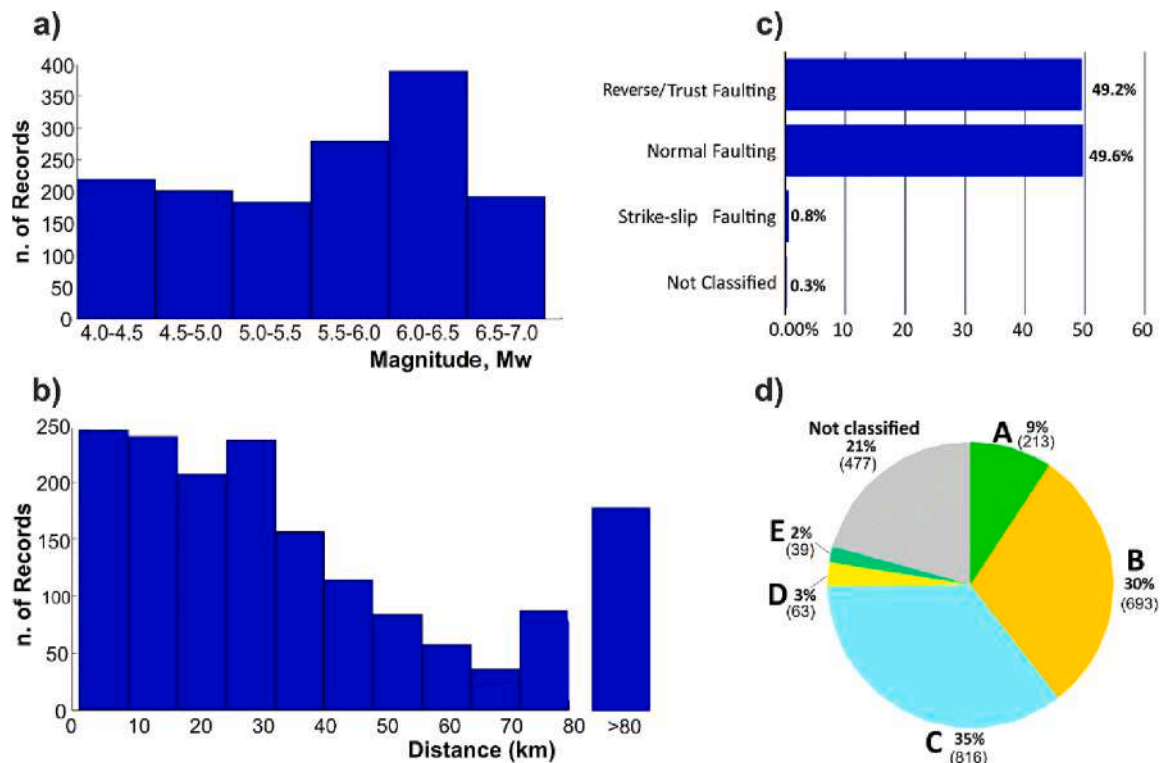 a)
400
350
300
250
200
150
100
50
0
n. of Records
4.0-4.5 4.5-5.0 5.0-5.5 5.5-6.0 6.0-6.5 6.5-7.0
Magnitude, Mw
b)
250
200
150
100
50
0
n. of Records
0 10 20 30 40 50 60 70 80 >80
Distance (km)
c)
Reverse/Trust Faulting 49.2%
Normal Faulting 49.6%
Strike-slip Faulting 0.8%
Not Classified 0.3%
0.00% 10 20 30 40 50 60
d)
Not classified
21%
(477)
A 9%
(213)
B
30%
(693)
C 35%
(816)
D 3%
(63)
E 2%
(39)